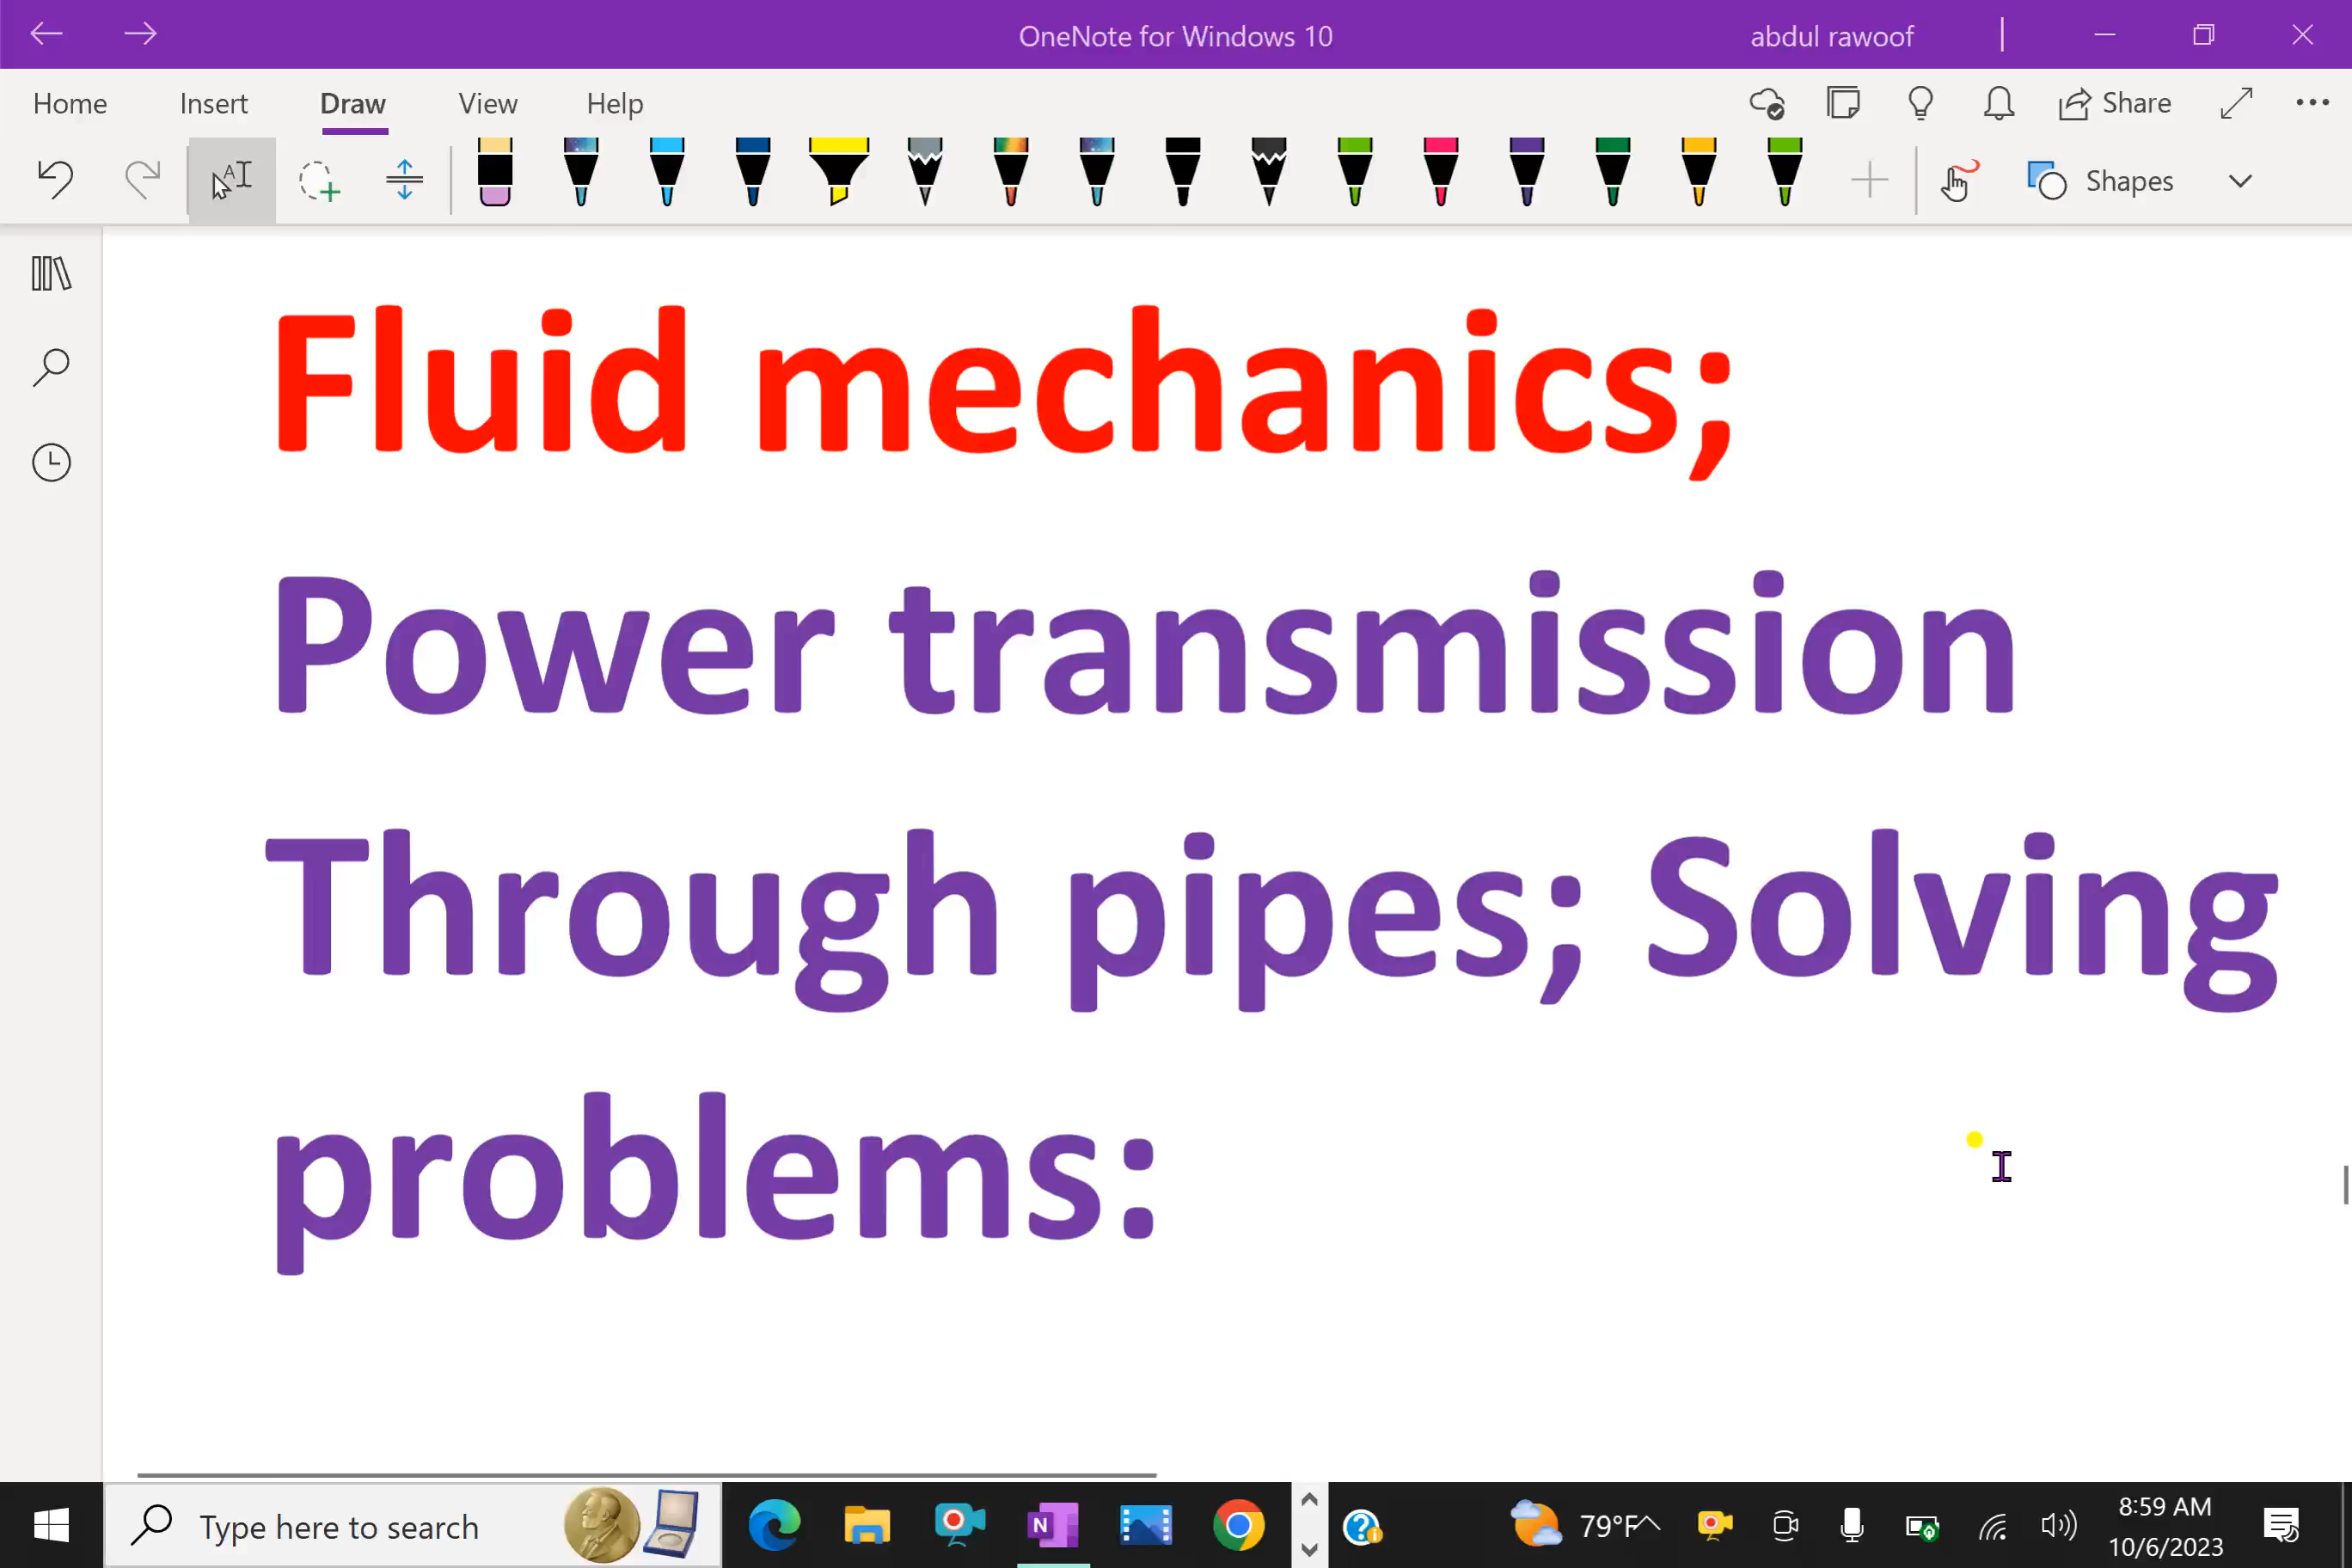 OneNote for Windows 10
abdul rawoof
Home Insert Draw View Help
Share
Shapes
Fluid mechanics;
Power transmission
Through pipes; Solving
problems:
Type here to search
79°F
8:59 AM
10/6/2023